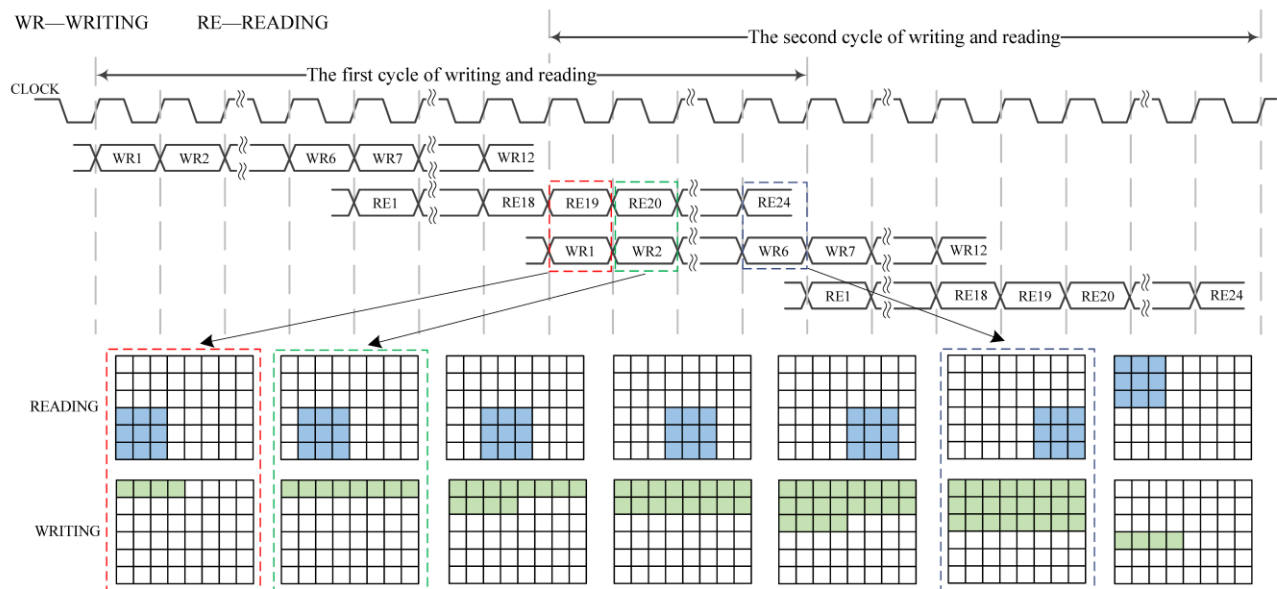 WR—WRITING RE—READING
The second cycle of writing and reading
The first cycle of writing and reading
CLOCK
WR1 WR2 WR6 WR7 WR12
RE1 RE18 RE19 RE20 RE24
WR1 WR2 WR6 WR7 WR12
RE1 RE18 RE19 RE20 RE24
READING
WRITING